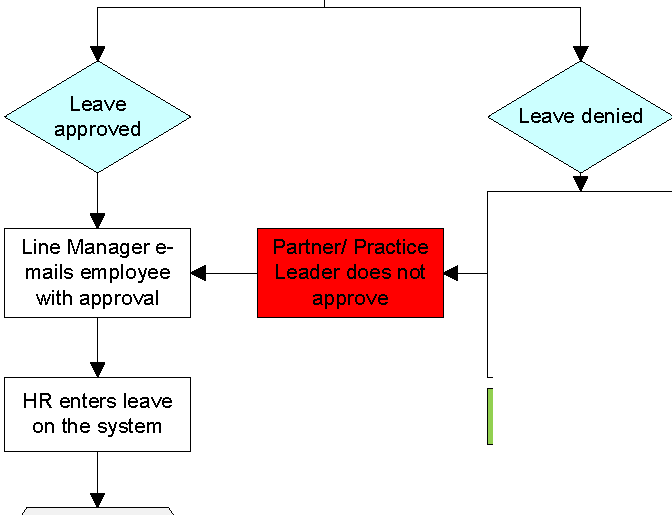 Leave
approved
Leave denied
Line Manager e-
mails employee
with approval
Partner/ Practice
Leader does not
approve
HR enters leave
on the system